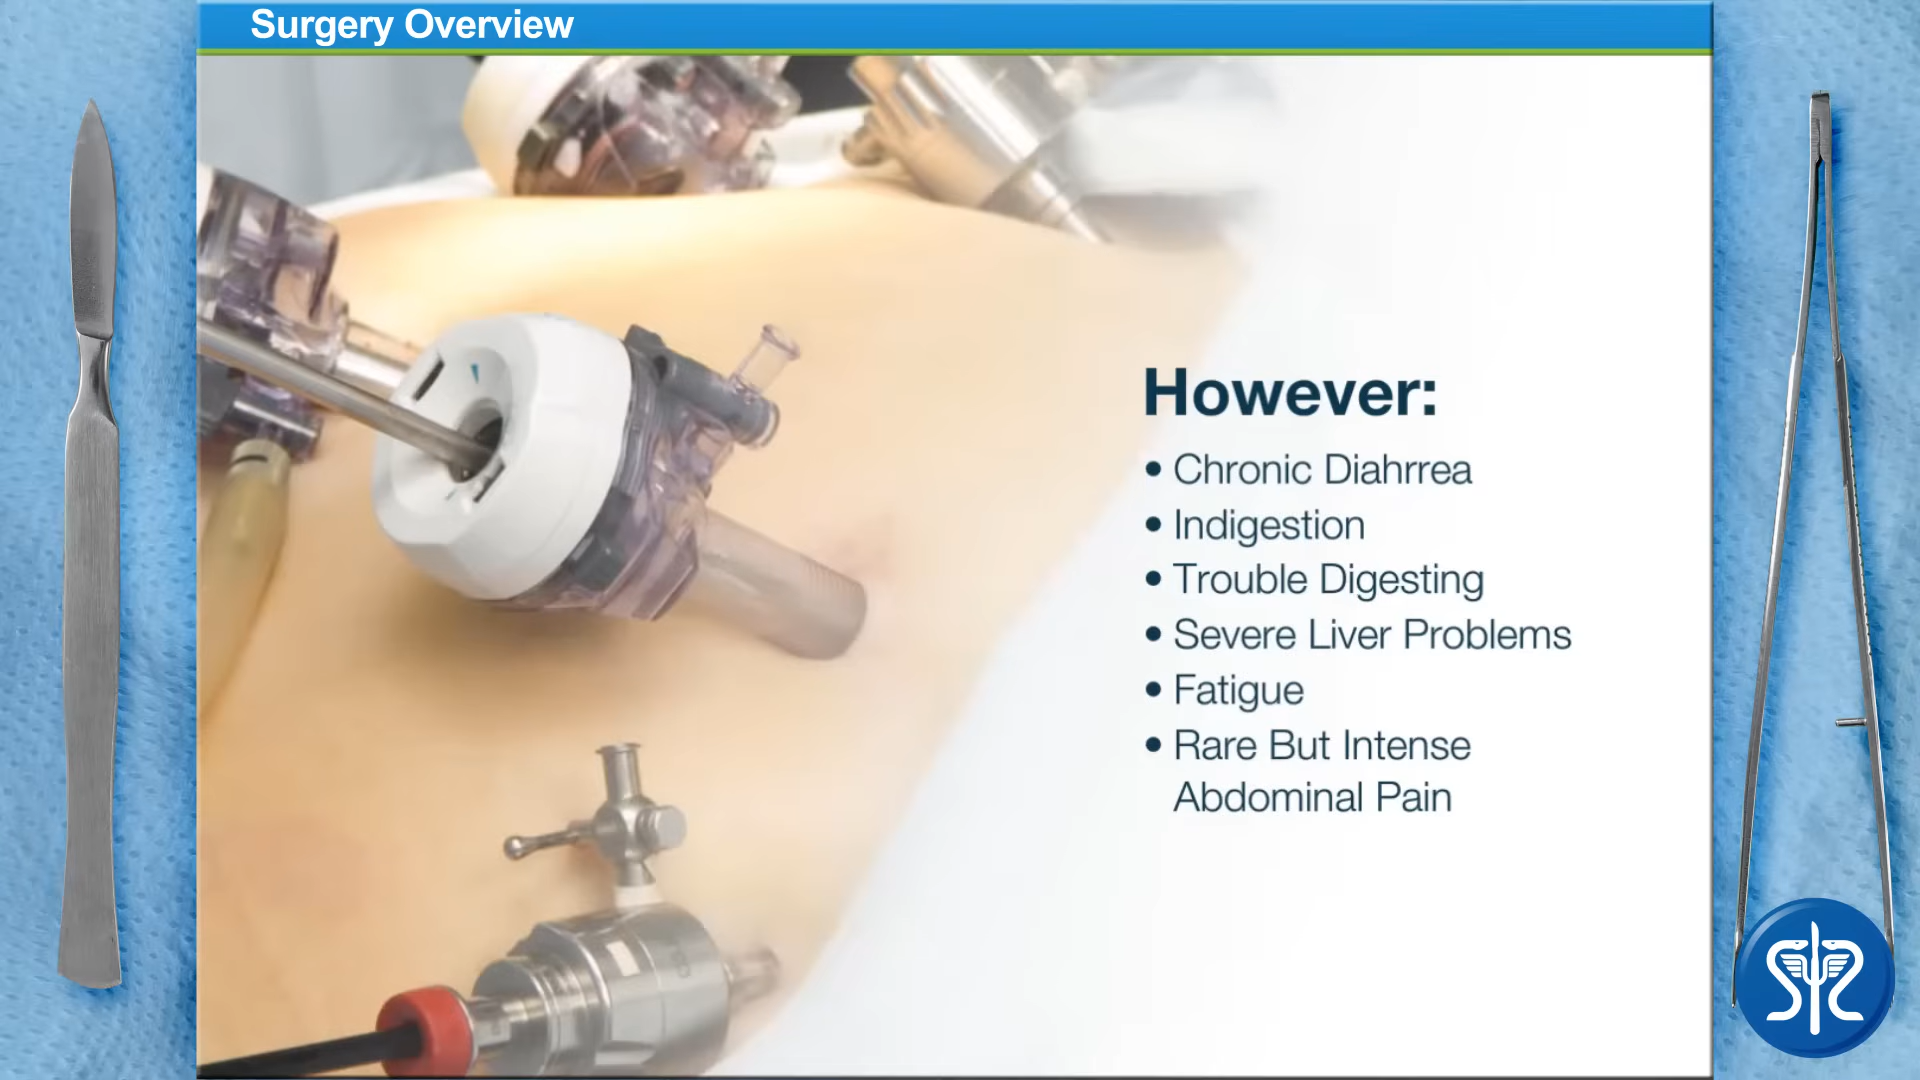 Surgery Overview
However:
• Chronic Diahrrea
• Indigestion
• Trouble Digesting
• Severe Liver Problems
• Fatigue
• Rare But Intense
Abdominal Pain